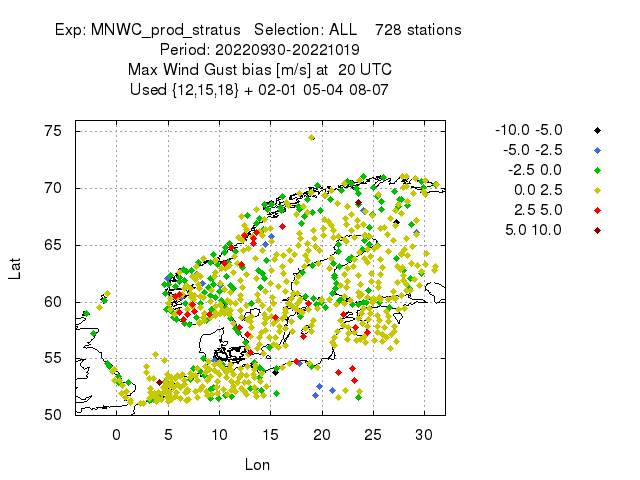 Exp: MNWC_prod_stratus Selection: ALL 728 stations
Period: 20220930-20221019
Max Wind Gust bias [m/s] at 20 UTC
Used {12,15,18} + 02-01 05-04 08-07
75
70
65
60
55
50
Lat
0 5 10 15 20 25 30
Lon
-10.0 -5.0
-5.0 -2.5
-2.5 0.0
0.0 2.5
2.5 5.0
5.0 10.0